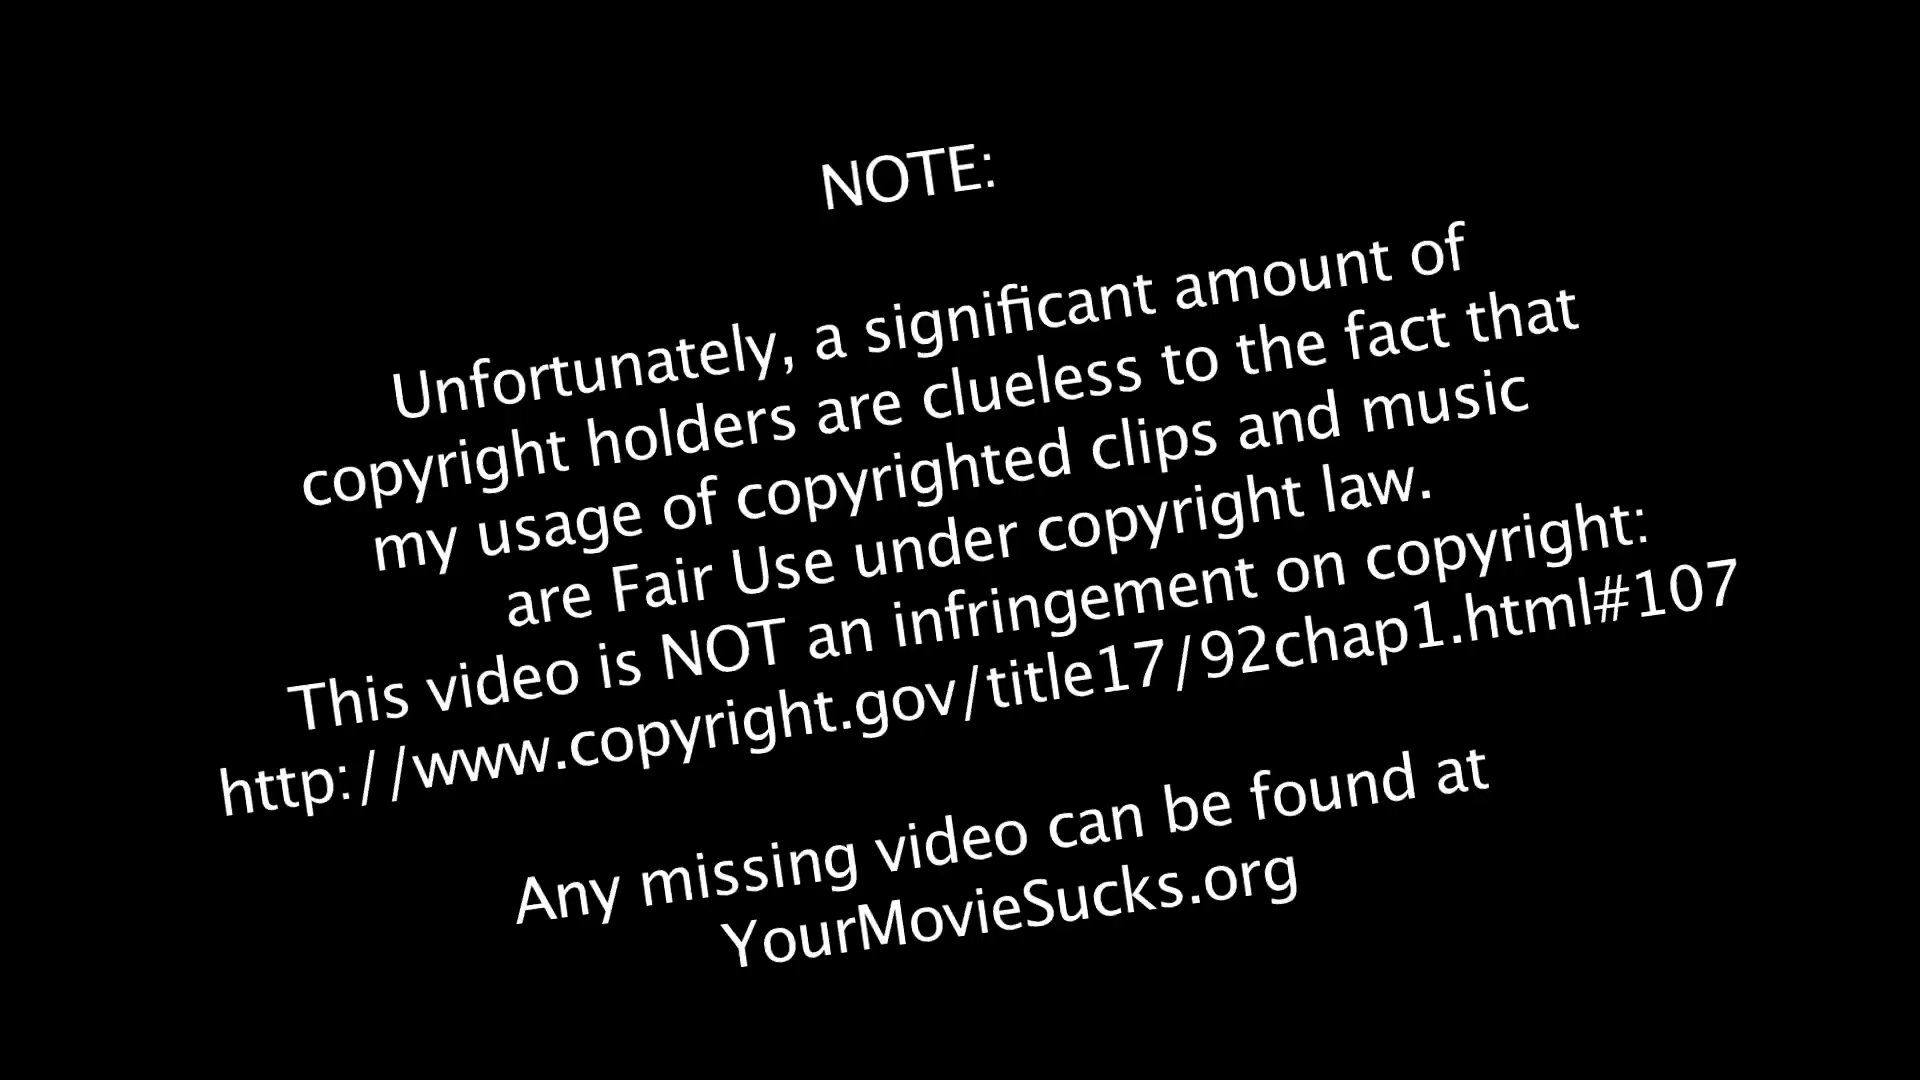 NOTE:
Unfortunately, a significant amount of
copyright holders are clueless to the fact that
my usage of copyrighted clips and music
are Fair Use under copyright law.
This video is NOT an infringement on copyright:
http://www.copyright.gov/title17/92chap1.html#107
Any missing video can be found at
YourMovieSucks.org